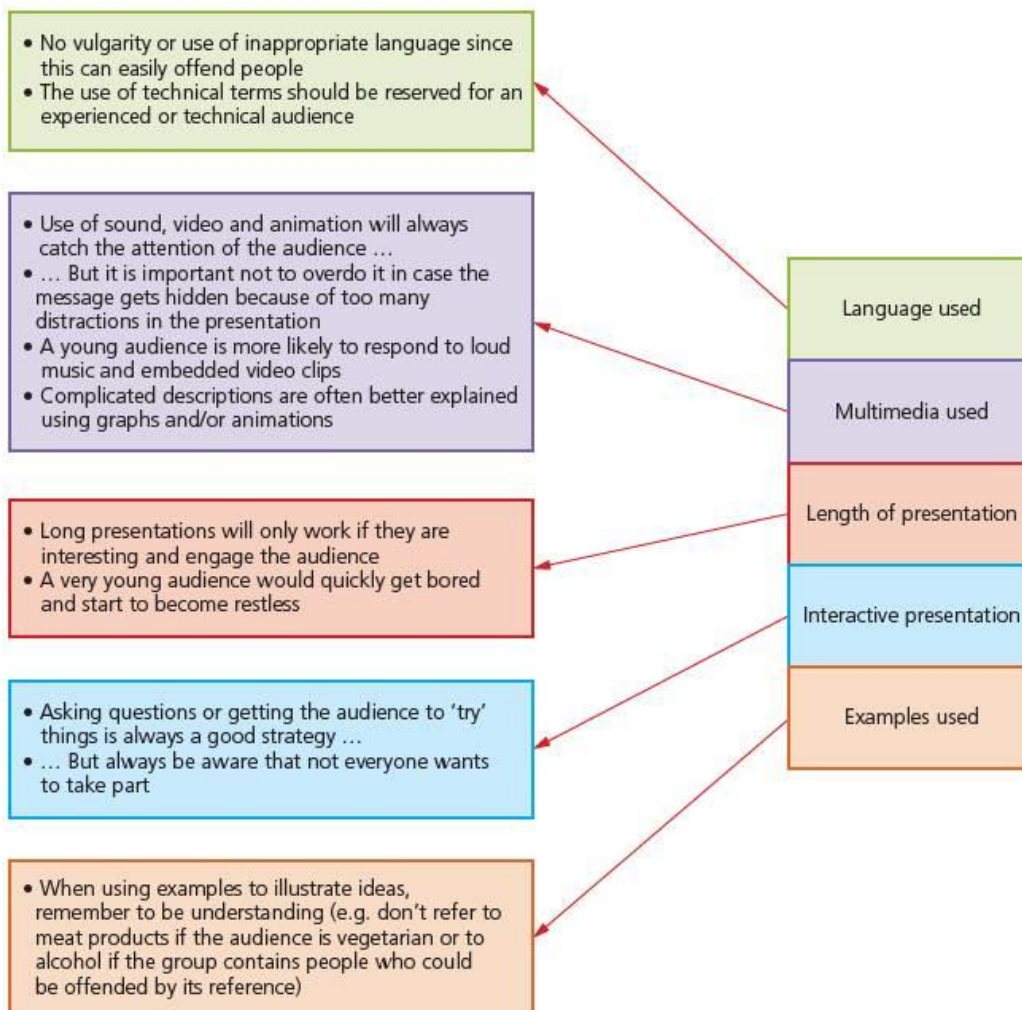 • No vulgarity or use of inappropriate language since
this can easily offend people
• The use of technical terms should be reserved for an
experienced or technical audience
• Use of sound, video and animation will always
catch the attention of the audience …
• … But it is important not to overdo it in case the
message gets hidden because of too many
distractions in the presentation
• A young audience is more likely to respond to loud
music and embedded video clips
• Complicated descriptions are often better explained
using graphs and/or animations
• Long presentations will only work if they are
interesting and engage the audience
• A very young audience would quickly get bored
and start to become restless
• Asking questions or getting the audience to ‘try’
things is always a good strategy …
• … But always be aware that not everyone wants
to take part
• When using examples to illustrate ideas,
remember to be understanding (e.g. don’t refer to
meat products if the audience is vegetarian or to
alcohol if the group contains people who could
be offended by its reference)
Language used
Multimedia used
Length of presentation
Interactive presentation
Examples used